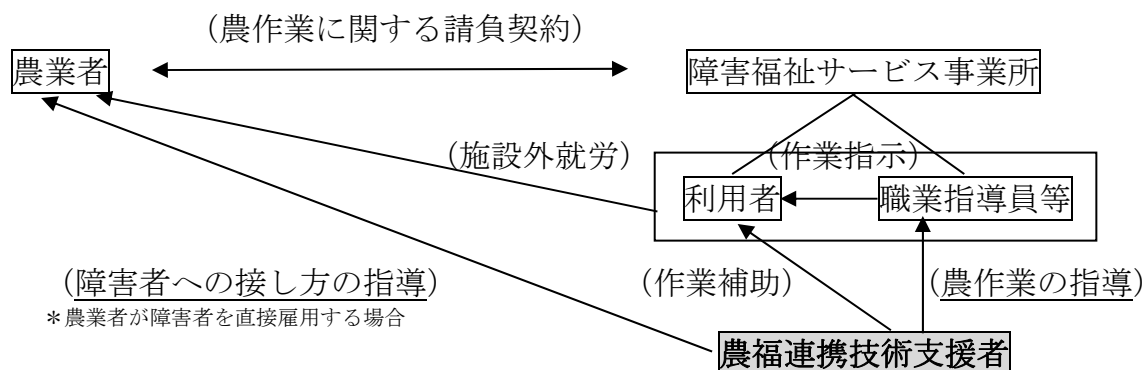 （農作業に関する請負契約）
農業者
障害福祉サービス事業所
（施設外就労）
（作業指示）
利用者
職業指導員等
（障害者への接し方の指導）
（作業補助）
（農作業の指導）
＊農業者が障害者を直接雇用する場合
農福連携技術支援者